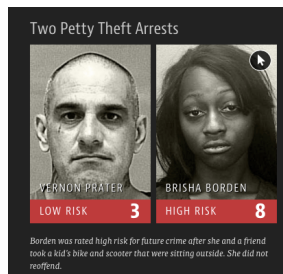 Two Petty Theft Arrests
VERNON PRATER
BRISHA BORDEN
LOW RISK 3
HIGH RISK 8
Borden was rated high risk for future crime after she and a friend
took a kid's bike and scooter that were sitting outside. She did not
reoffend.